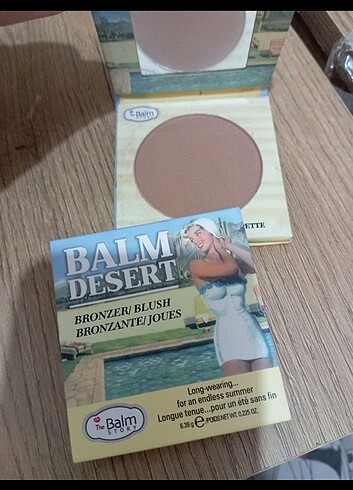 The Balm
ETTE
BALM
DESERT
BRONZER/ BLUSH
BRONZANTE/ JOUES
Long-wearing...
for an endless summer
Longue tenue...pour un été sans fin
6.39 g e/POIDS NET WT. 0.225 OZ.
The Balm
STORY